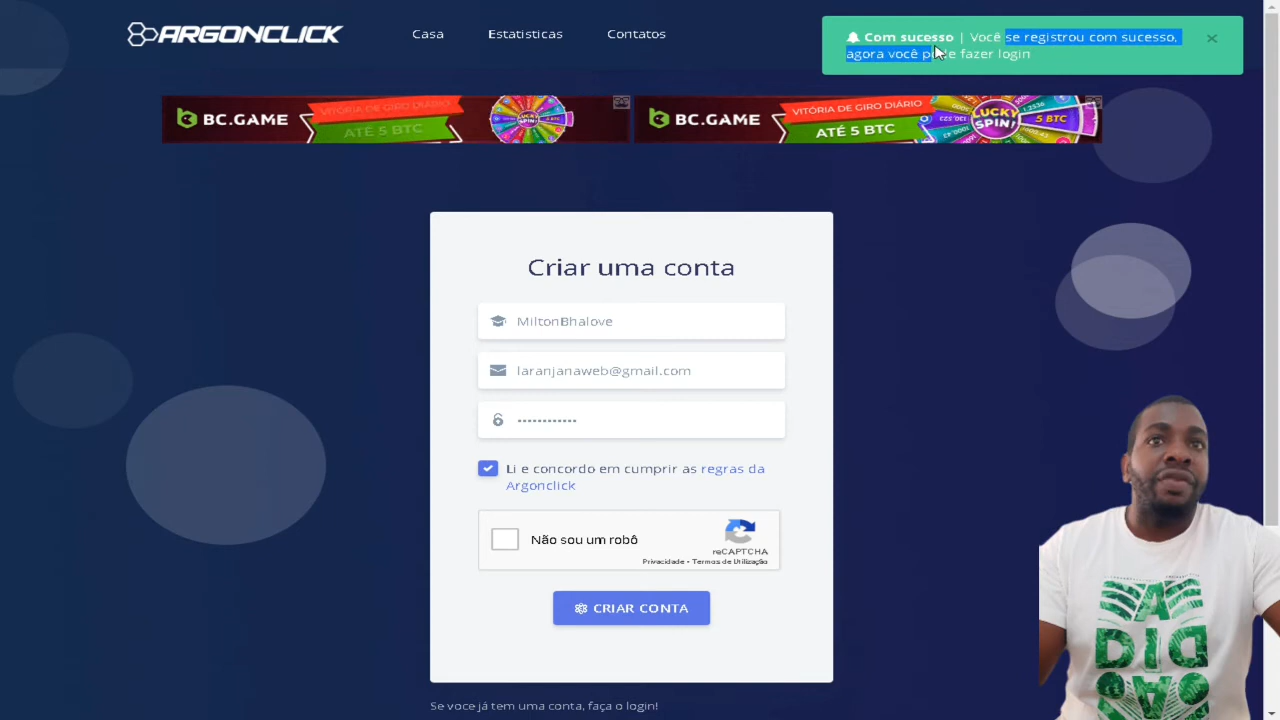 ARGONCLICK
Casa
Estatisticas
Contatos
Com sucesso | Você se registrou com sucesso,
agora você pode fazer login
×
BC.GAME
VITÓRIA DE GIRO DIÁRIO
ATÉ 5 BTC
BC.GAME
VITÓRIA DE GIRO DIÁRIO
ATÉ 5 BTC
LUCKY
SPIN!
5 BTC
Criar uma conta
MiltonBhalove
laranjanaweb@gmail.com
Li e concordo em cumprir as regras da
Argonclick
Não sou um robô
reCAPTCHA
Privacidade - Termos de Utilização
CRIAR CONTA
Se voce já tem uma conta, faça o login!